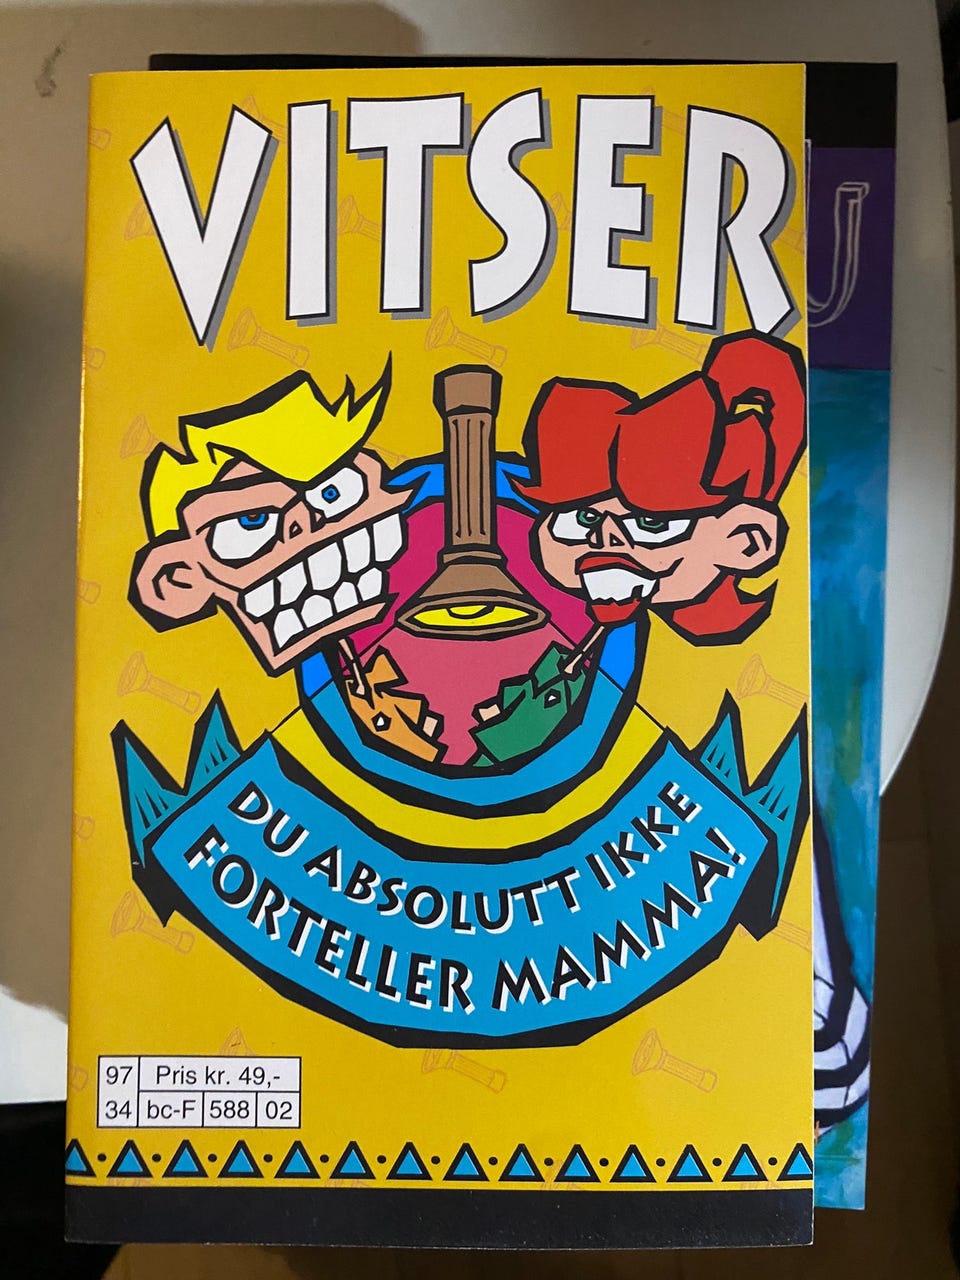 VITSER
DU ABSOLUTT IKKE
FORTELLER MAMMA!
97 Pris kr. 49,-
34 bc-F 588 02